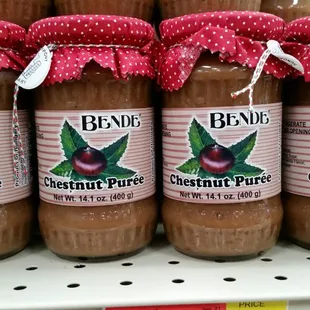 BENDE
Chestnut Purée
Net Wt. 14.1 oz. (400 g)
BENDE
Chestnut Purée
Net Wt. 14.1 oz. (400 g)
PRICE